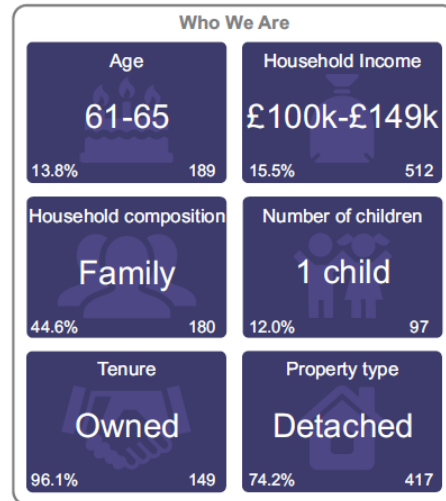 Who We Are
Age
61-65
13.8% 189
Household Income
£100k-£149k
15.5% 512
Household composition
Family
44.6% 180
Number of children
1 child
12.0% 97
Tenure
Owned
96.1% 149
Property type
Detached
74.2% 417